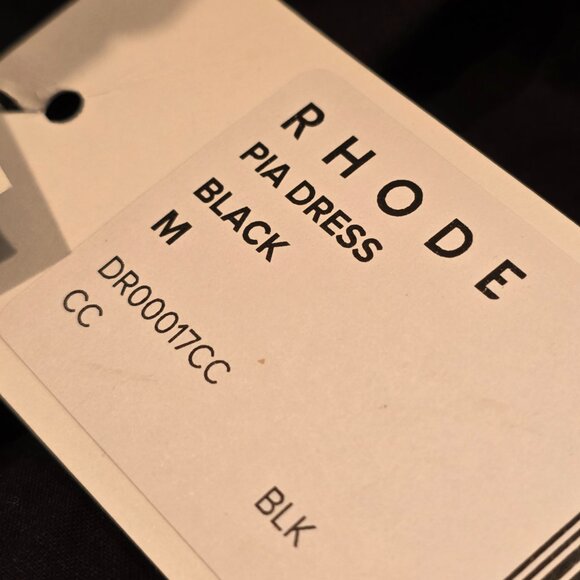 RHODE
PIA DRESS
BLACK
M
DR00017CC
CC
BLK